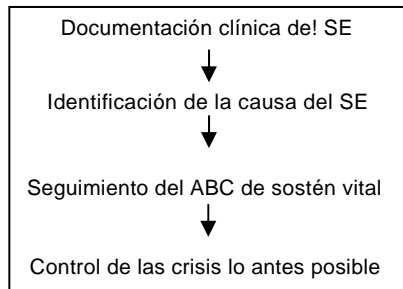 Documentación clínica de! SE
Identificación de la causa del SE
Seguimiento del ABC de sostén vital
Control de las crisis lo antes posible